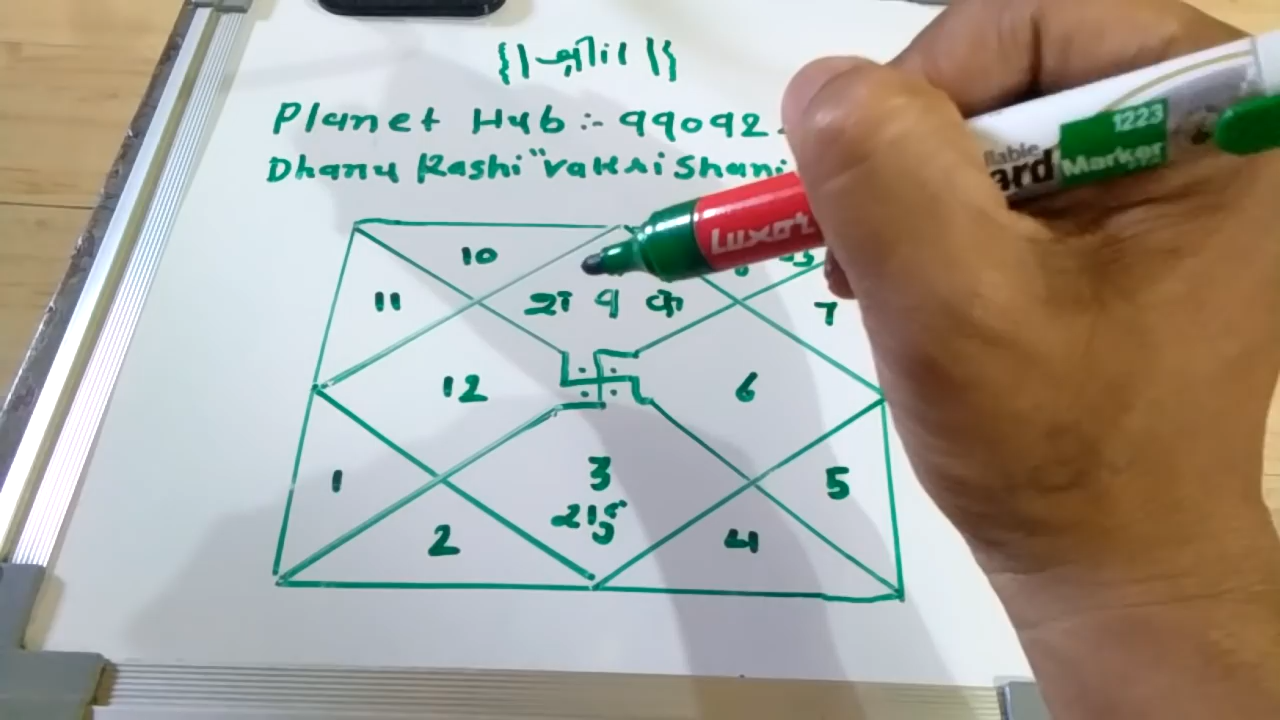 Planet Hub :- 99092
Dhanu Rashi "Vakri Shani
1223
ard Marker
Luxor
10
11
શ 9 કે
7
12
6
3
રાહુ
1
5
2
4